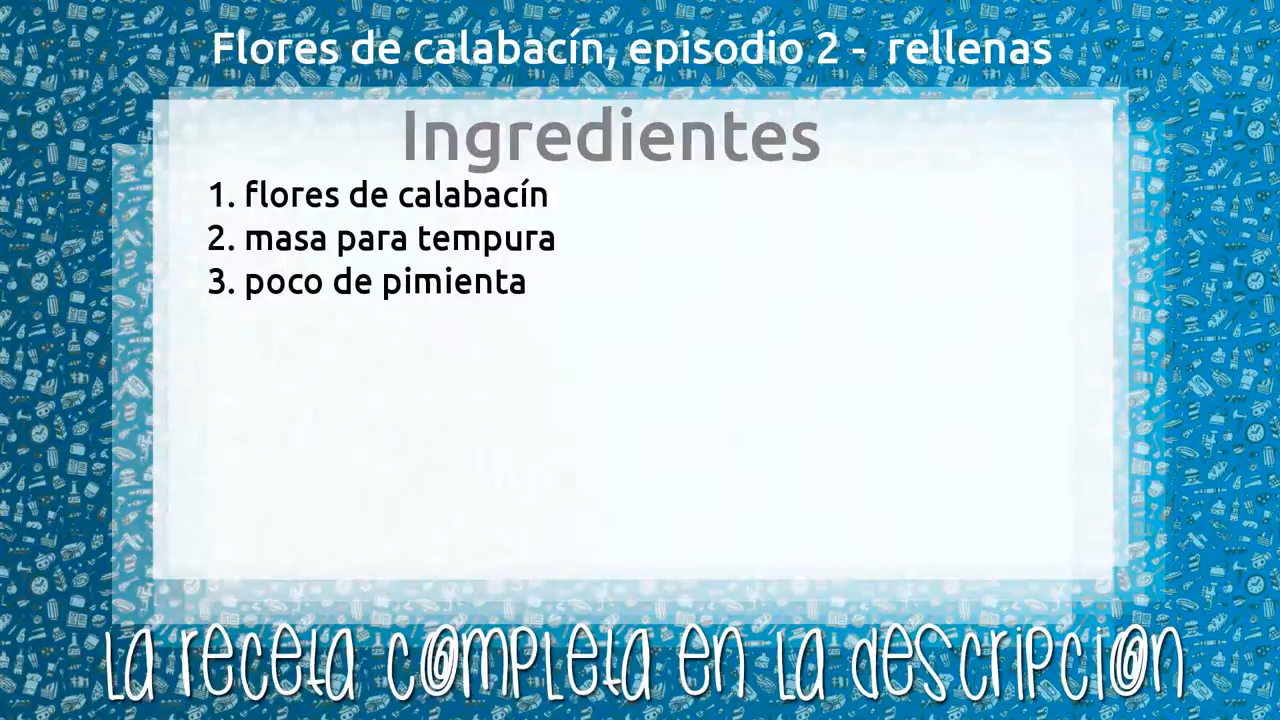 Flores de calabacín, episodio 2 - rellenas
Ingredientes
1. flores de calabacín
2. masa para tempura
3. poco de pimienta
La receta completa en la descripcion